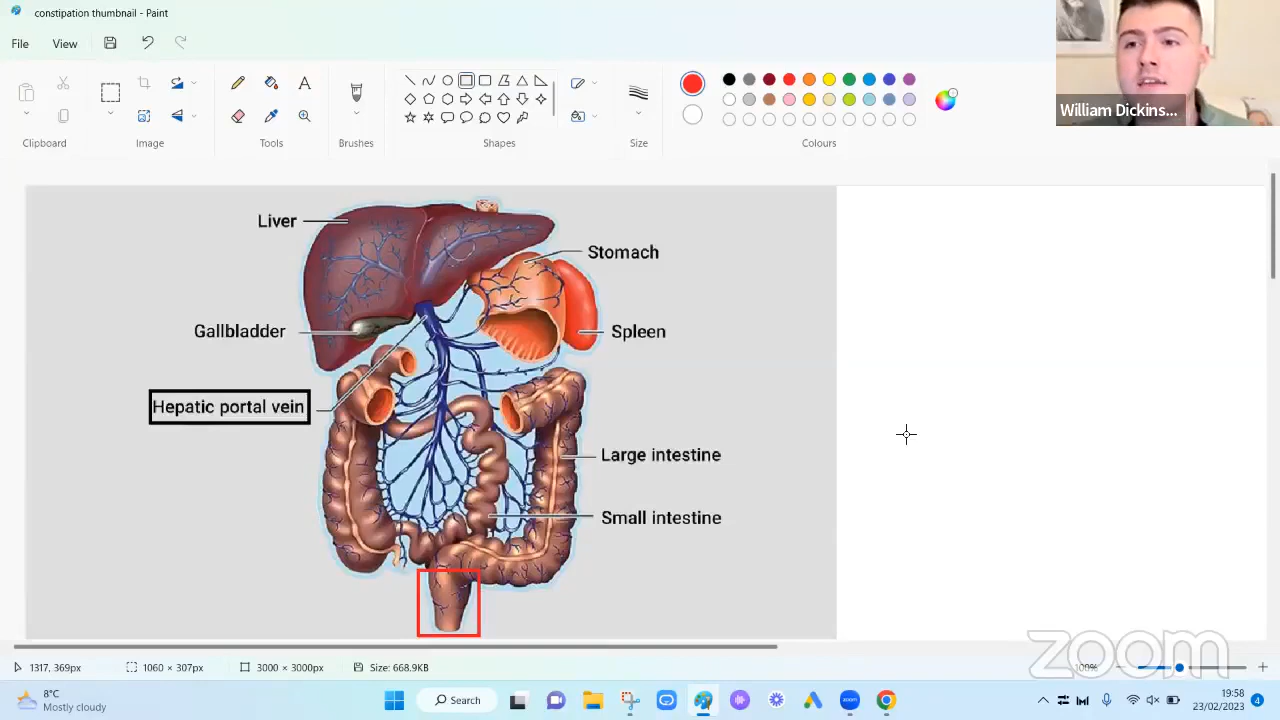 constipation thumbnail - Paint
File
View
William Dickins...
Clipboard
Image
Tools
Brushes
Shapes
Size
Colours
Liver
Stomach
Gallbladder
Spleen
Hepatic portal vein
Large intestine
Small intestine
zoom
1317, 369px
1060 × 307px
3000 × 3000px
Size: 668.9KB
100%
8°C
Mostly cloudy
Search
zoom
19:58
23/02/2023
4